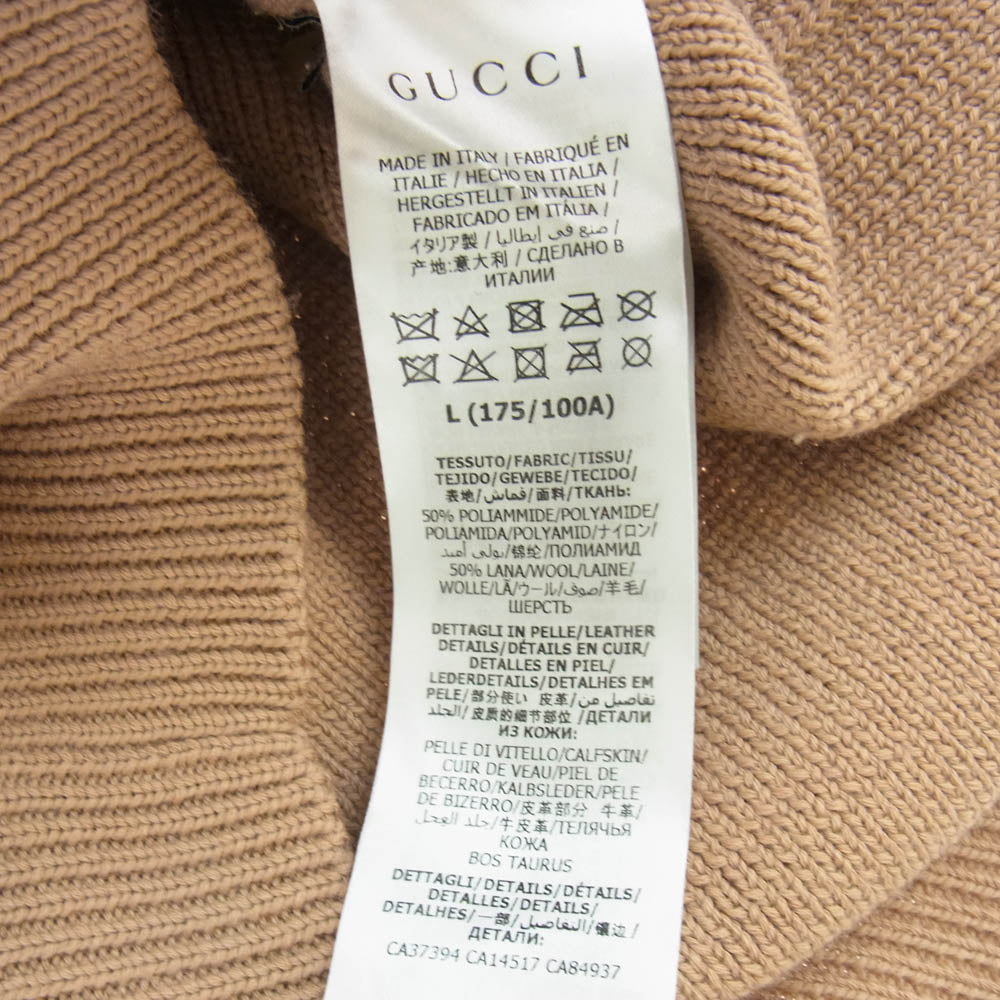 GUCCI
MADE IN ITALY / FABRIQUÉ EN
ITALIE / HECHO EN ITALIA /
HERGESTELLT IN ITALIEN /
FABRICADO EM ITÁLIA /
イタリア製 / صنع في إيطاليا /
产地:意大利 / СДЕЛАНО В
ИТАЛИИ
L (175/100A)
TESSUTO/FABRIC/TISSU/
TEJIDO/GEWEBE/TECIDO/
表地/قماش/面料/ТКАНЬ:
50% POLIAMMIDE/POLYAMIDE/
POLIAMIDA/POLYAMID/ナイロン/
بولي أميد/锦纶/ПОЛИАМИД
50% LANA/WOOL/LAINE/
WOLLE/LÃ/ウール/صوف/羊毛/
ШЕРСТЬ
DETTAGLI IN PELLE/LEATHER
DETAILS/DÉTAILS EN CUIR/
DETALLES EN PIEL/
LEDERDETAILS/DETALHES EM
PELE/部分使い 皮革/تفاصيل من
الجلد/皮质的细节部位 /ДЕТАЛИ
ИЗ КОЖИ:
PELLE DI VITELLO/CALFSKIN/
CUIR DE VEAU/PIEL DE
BECERRO/KALBSLEDER/PELE
DE BIZERRO/皮革部分 牛革/
جلد العجل/牛皮革/ТЕЛЯЧЬЯ
КОЖА
BOS TAURUS
DETTAGLI/DETAILS/DÉTAILS/
DETALLES/DETAILS/
DETALHES/一部/التفاصيل/镶边/
ДЕТАЛИ:
CA37394 CA14517 CA84937